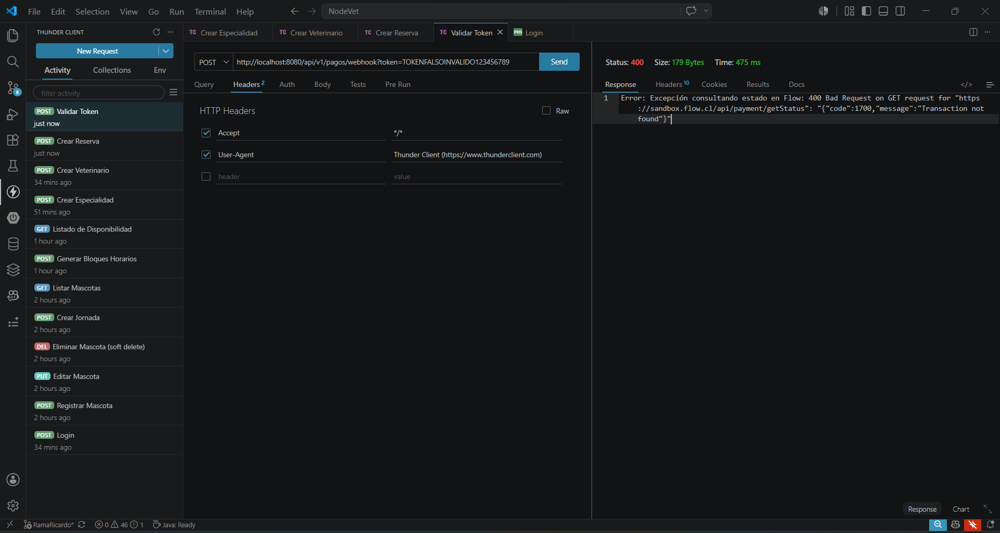 File Edit Selection View Go Run Terminal Help
NodeVet
THUNDER CLIENT
New Request
Activity Collections Env
filter activity
POST Validar Token
just now
POST Crear Reserva
just now
POST Crear Veterinario
34 mins ago
POST Crear Especialidad
51 mins ago
GET Listado de Disponibilidad
1 hour ago
POST Generar Bloques Horarios
1 hour ago
GET Listar Mascotas
2 hours ago
POST Crear Jornada
2 hours ago
DEL Eliminar Mascota (soft delete)
2 hours ago
PUT Editar Mascota
2 hours ago
POST Registrar Mascota
2 hours ago
POST Login
34 mins ago
8
TC Crear Especialidad TC Crear Veterinario TC Crear Reserva TC Validar Token POS Login
POST http://localhost:8080/api/v1/pagos/webhook?token=TOKENFALSOINVALIDO123456789 Send
Query Headers 2 Auth Body Tests Pre Run
HTTP Headers Raw
Accept */*
User-Agent Thunder Client (https://www.thunderclient.com)
header value
Status: 400 Size: 179 Bytes Time: 475 ms
Response Headers 10 Cookies Results Docs </>
1 Error: Excepción consultando estado en Flow: 400 Bad Request on GET request for "https
://sandbox.flow.cl/api/payment/getStatus": "{"code":1700,"message":"Transaction not
found"}"
Response Chart
RamaRicardo* 0 46 1 Java: Ready